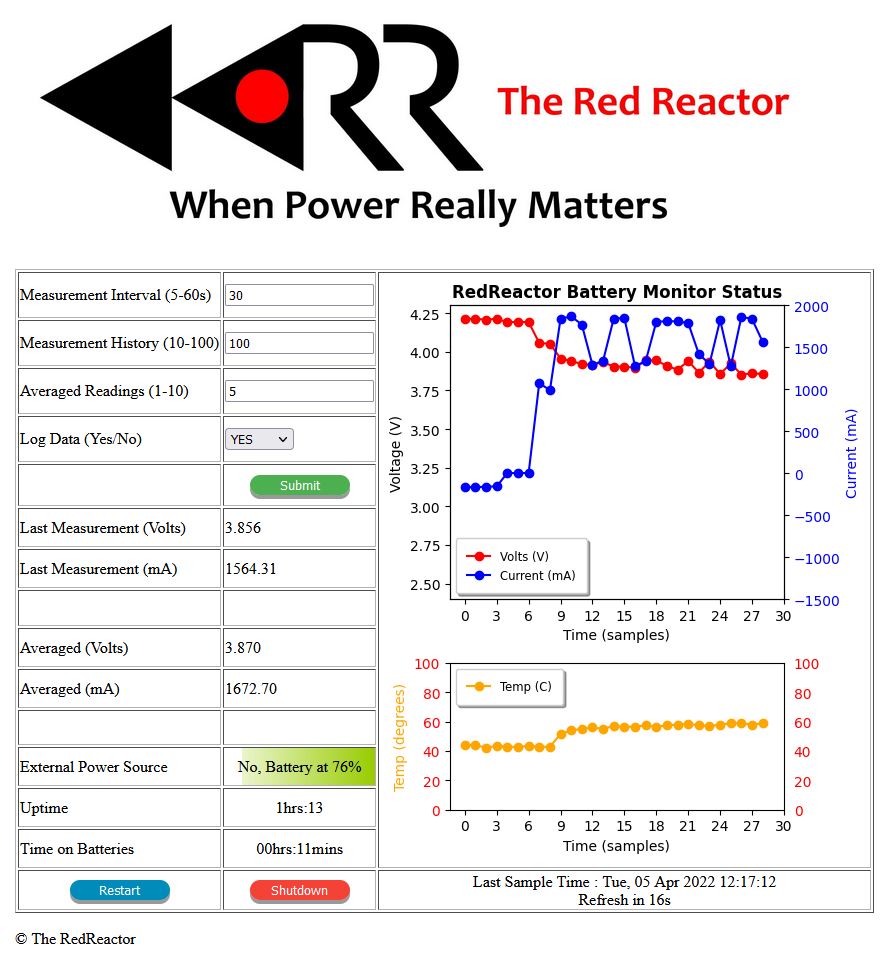 RR
The Red Reactor
When Power Really Matters
Measurement Interval (5-60s) 30
Measurement History (10-100) 100
Averaged Readings (1-10) 5
Log Data (Yes/No) YES
Submit
Last Measurement (Volts) 3.856
Last Measurement (mA) 1564.31
Averaged (Volts) 3.870
Averaged (mA) 1672.70
External Power Source No, Battery at 76%
Uptime 1hrs:13
Time on Batteries 00hrs:11mins
Restart Shutdown
RedReactor Battery Monitor Status
4.25
4.00
3.75
3.50
3.25
3.00
2.75
2.50
Voltage (V)
2000
1500
1000
500
0
−500
−1000
−1500
Current (mA)
Volts (V)
Current (mA)
0 3 6 9 12 15 18 21 24 27 30
Time (samples)
100
80
60
40
20
0
Temp (degrees)
Temp (C)
100
80
60
40
20
0
0 3 6 9 12 15 18 21 24 27 30
Time (samples)
Last Sample Time : Tue, 05 Apr 2022 12:17:12
Refresh in 16s
© The RedReactor